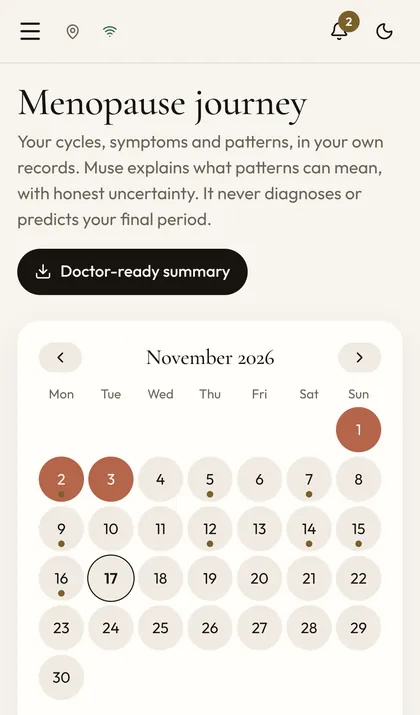 2
Menopause journey
Your cycles, symptoms and patterns, in your own
records. Muse explains what patterns can mean,
with honest uncertainty. It never diagnoses or
predicts your final period.
Doctor-ready summary
November 2026
Mon Tue Wed Thu Fri Sat Sun
1
2 3 4 5 6 7 8
9 10 11 12 13 14 15
16 17 18 19 20 21 22
23 24 25 26 27 28 29
30